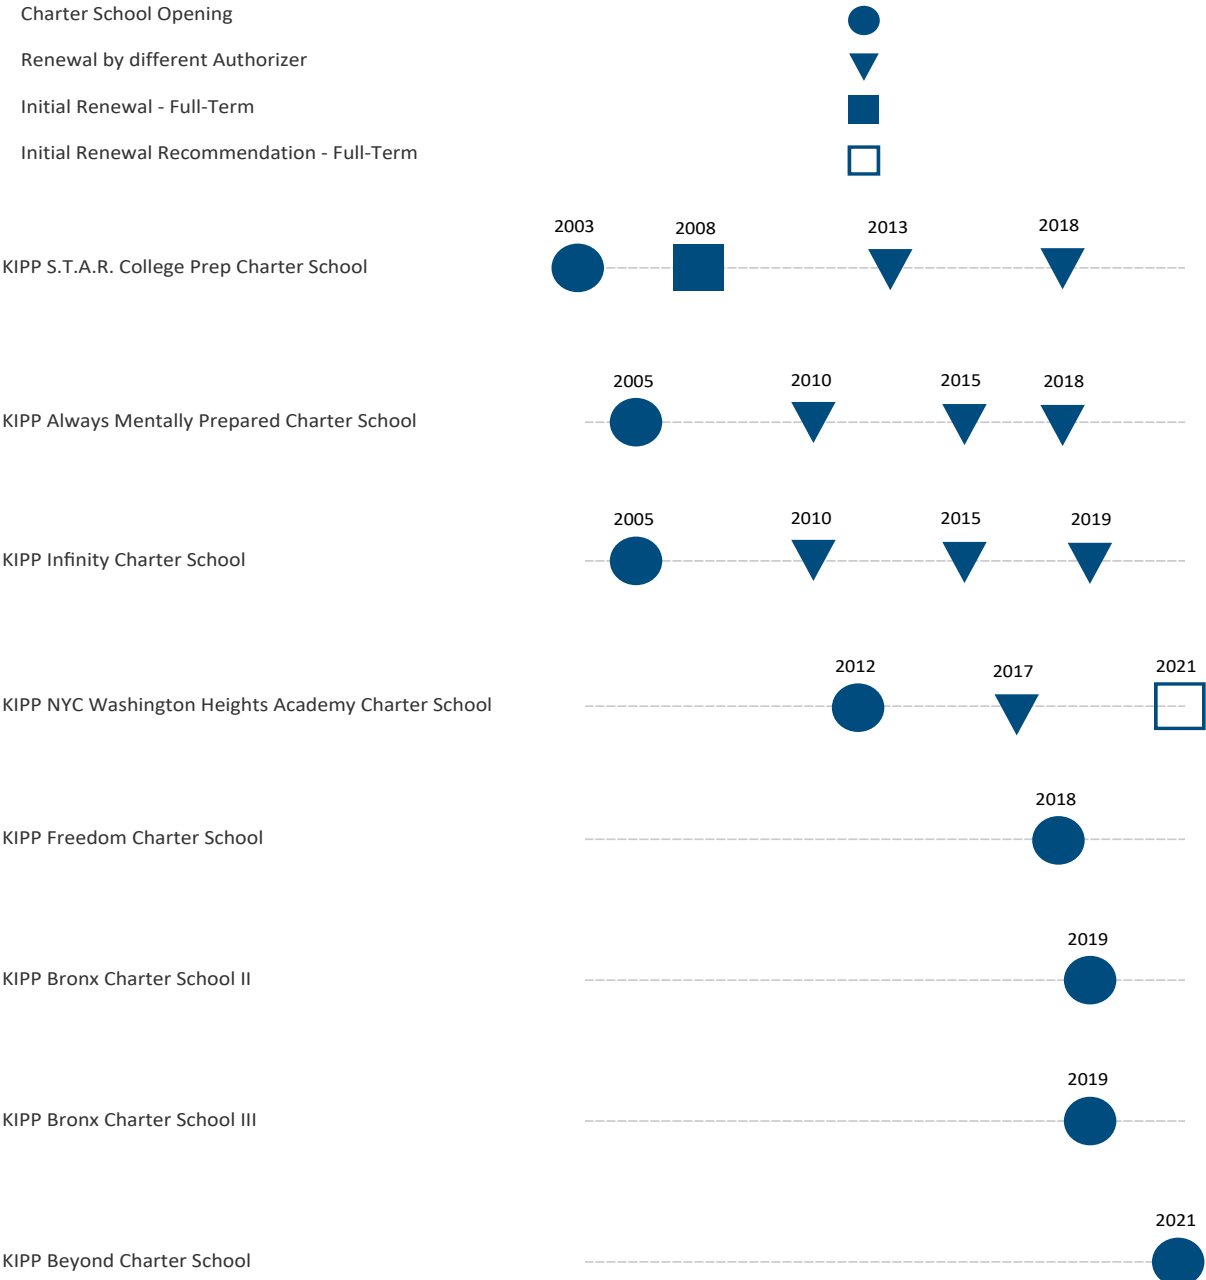 Charter School Opening
Renewal by different Authorizer
Initial Renewal - Full-Term
Initial Renewal Recommendation - Full-Term
2003 2008 2013 2018
KIPP S.T.A.R. College Prep Charter School
2005 2010 2015 2018
KIPP Always Mentally Prepared Charter School
2005 2010 2015 2019
KIPP Infinity Charter School
2012 2017 2021
KIPP NYC Washington Heights Academy Charter School
2018
KIPP Freedom Charter School
2019
KIPP Bronx Charter School II
2019
KIPP Bronx Charter School III
2021
KIPP Beyond Charter School